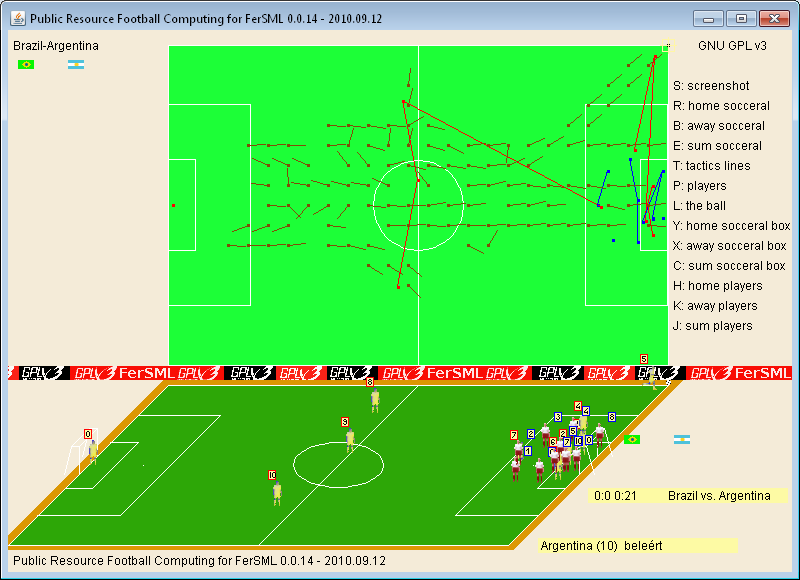 Public Resource Football Computing for FerSML 0.0.14 - 2010.09.12
Brazil-Argentina
GNU GPL v3
S: screenshot
R: home socceral
B: away socceral
E: sum socceral
T: tactics lines
P: players
L: the ball
Y: home socceral box
X: away socceral box
C: sum socceral box
H: home players
K: away players
J: sum players
GPLv3 GPLv3 FerSML GPLv3 GPLv3 GPLv3 GPLv3 GPLv3 FerSML GPLv3 GPLv3 GPLv3 GPLv3 GPLv3 FerSML
5
8
0
9
10
7
2
1
3
4
4
8
5
6
2
7
10
0
0:0 0:21 Brazil vs. Argentina
Argentina (10) beleért
Public Resource Football Computing for FerSML 0.0.14 - 2010.09.12